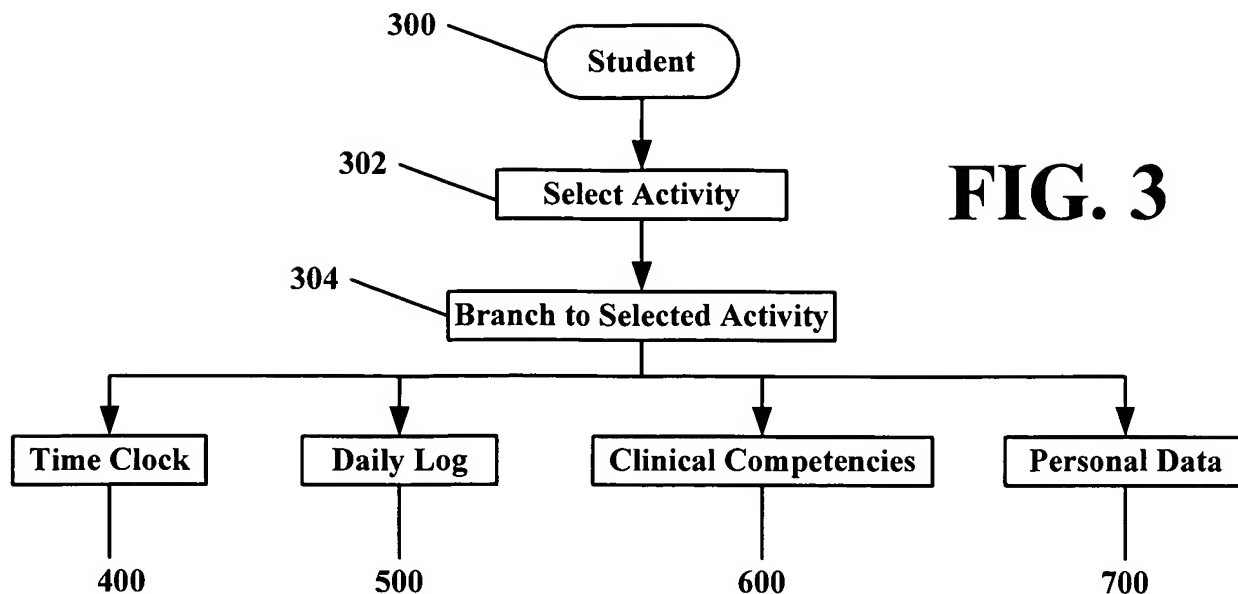 300
Student
302
Select Activity
FIG. 3
304
Branch to Selected Activity
Time Clock
Daily Log
Clinical Competencies
Personal Data
400
500
600
700